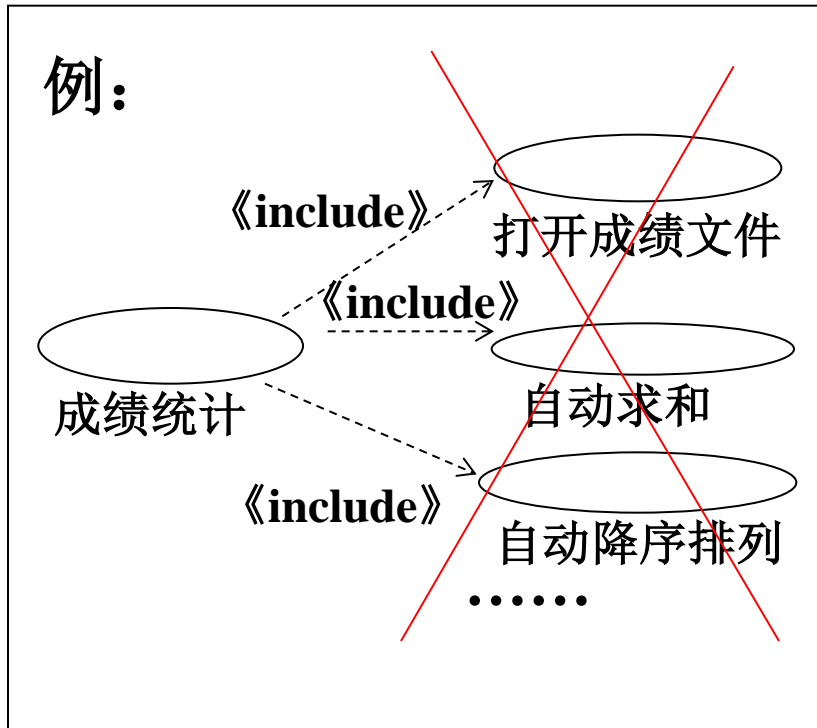 例：
《include》
打开成绩文件
《include》
成绩统计
自动求和
《include》
自动降序排列
……